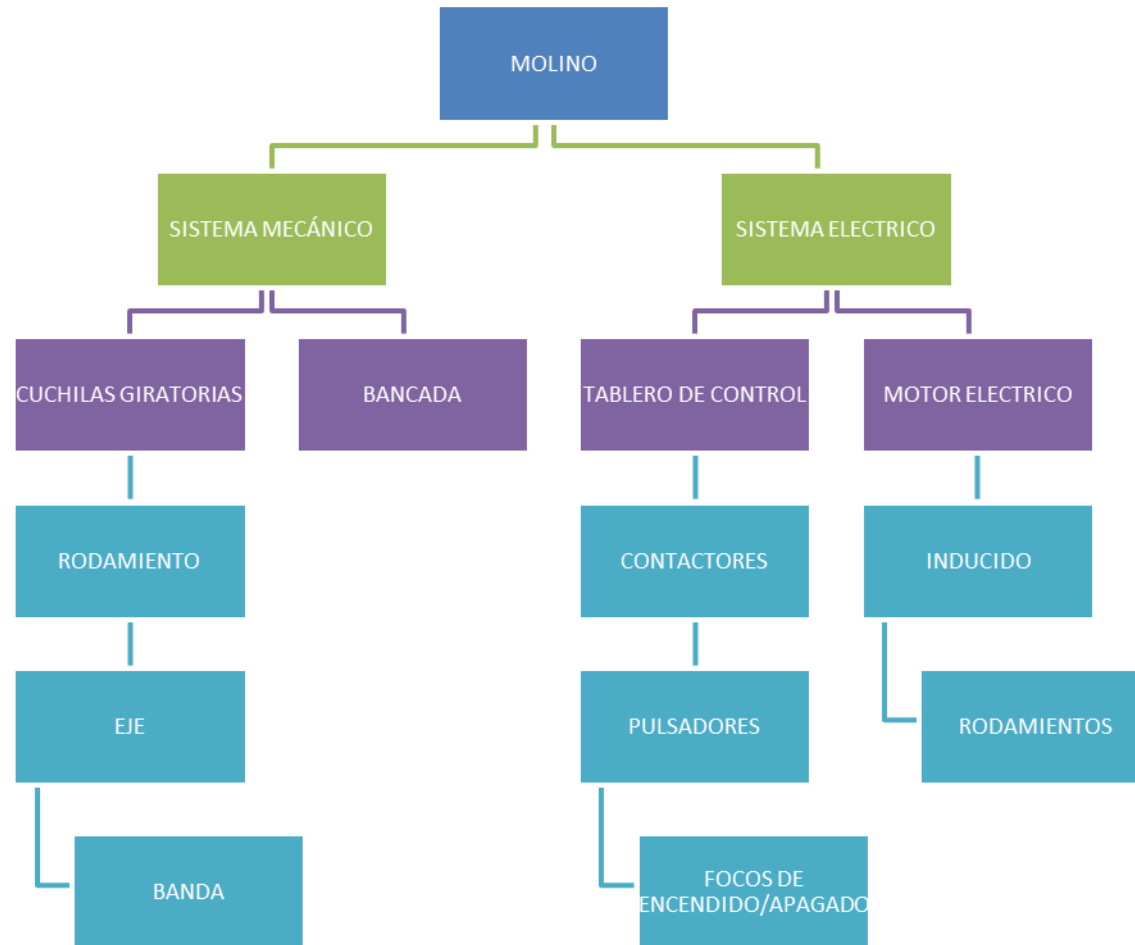 MOLINO
SISTEMA MECÁNICO
SISTEMA ELECTRICO
CUCHILAS GIRATORIAS
BANCADA
TABLERO DE CONTROL
MOTOR ELECTRICO
RODAMIENTO
CONTACTORES
INDUCIDO
EJE
PULSADORES
RODAMIENTOS
BANDA
FOCOS DE
ENCENDIDO/APAGADO